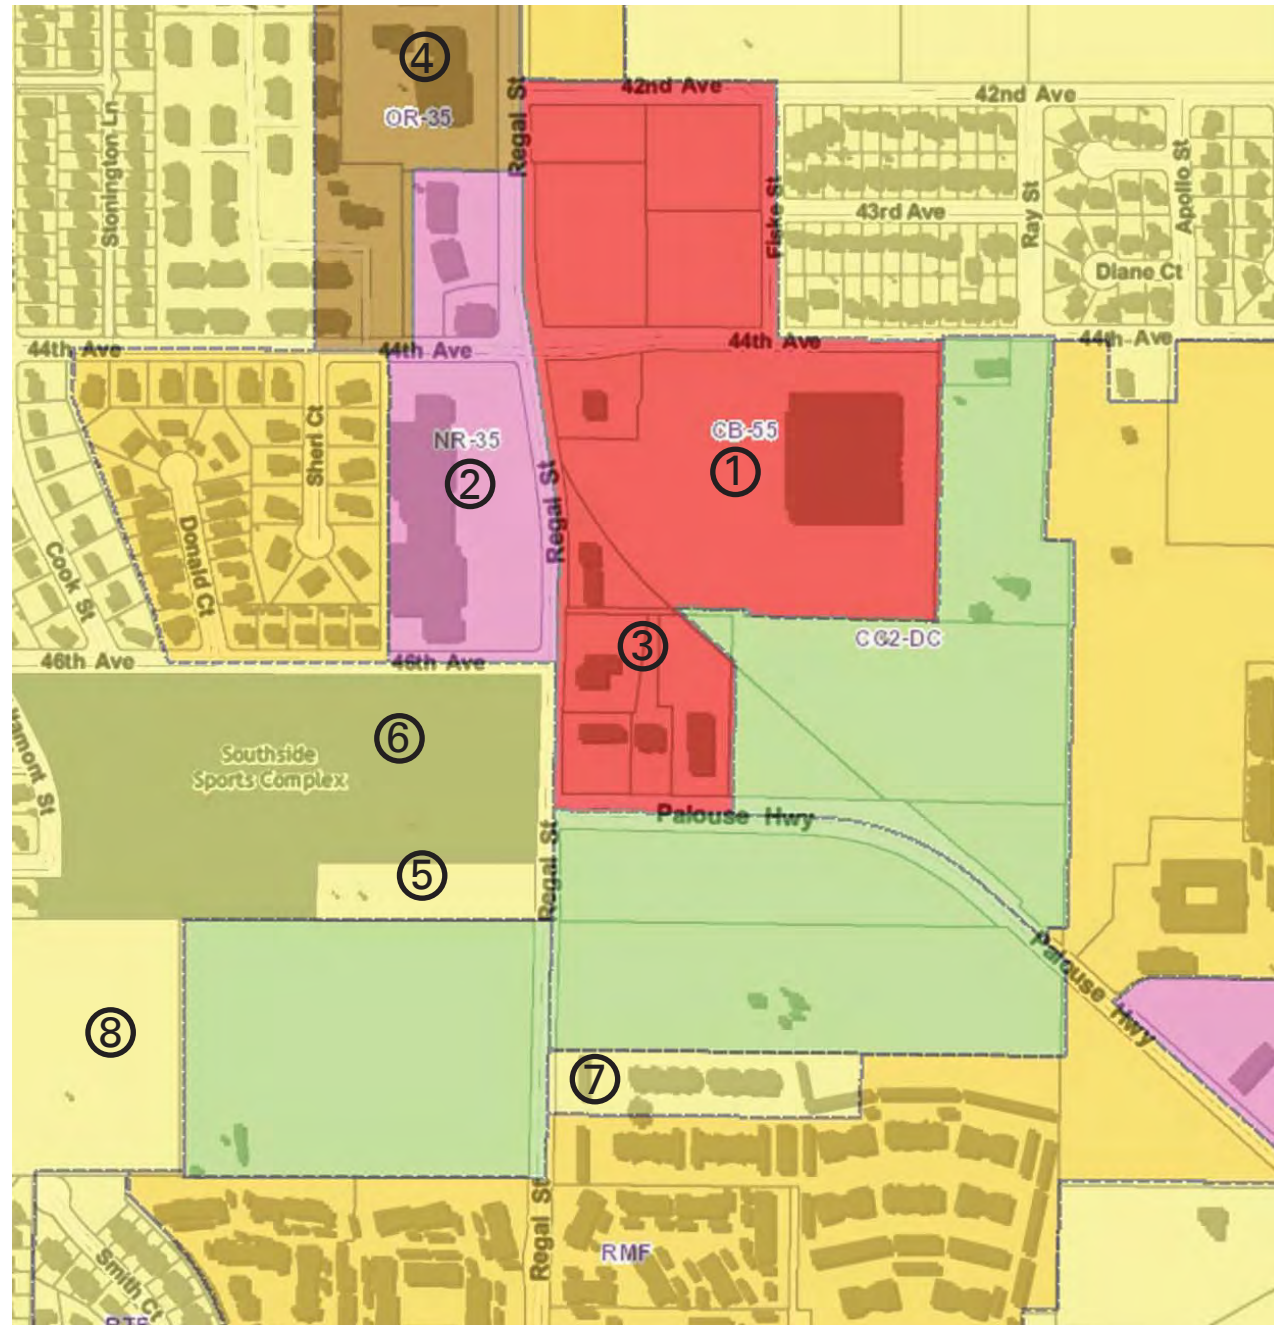 ④
OR-35
Regal St
42nd Ave
42nd Ave
Stonington Ln
Fiske St
43rd Ave
Ray St
Apollo St
Diane Ct
44th Ave
44th Ave
44th Ave
44th Ave
Sheri Ct
NR-35
②
CB-55
①
Regal St
Donald Ct
Cook St
46th Ave
46th Ave
③
CC2-DC
⑥
Southside
Sports Complex
Palouse Hwy
⑤
Regal St
Palouse Hwy
⑧
⑦
Regal St
RMF
Smith Ct